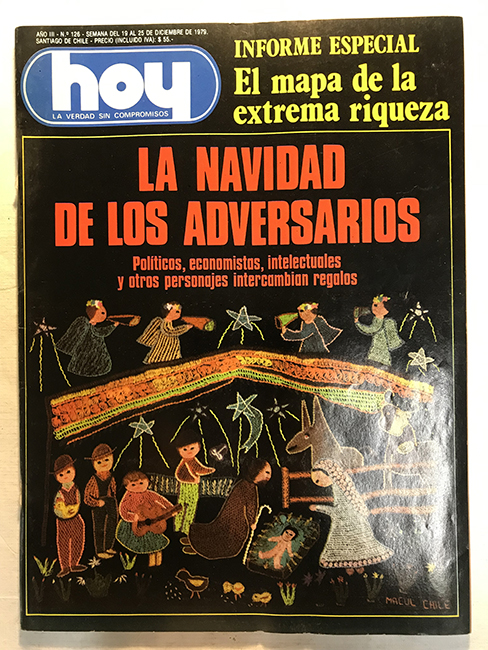 AÑO III - N.º 126 - SEMANA DEL 19 AL 25 DE DICIEMBRE DE 1979.
SANTIAGO DE CHILE - PRECIO (INCLUIDO IVA): $ 55.-
hoy
LA VERDAD SIN COMPROMISOS
INFORME ESPECIAL
El mapa de la
extrema riqueza
LA NAVIDAD
DE LOS ADVERSARIOS
Políticos, economistas, intelectuales
y otros personajes intercambian regalos
MACUL CHILE